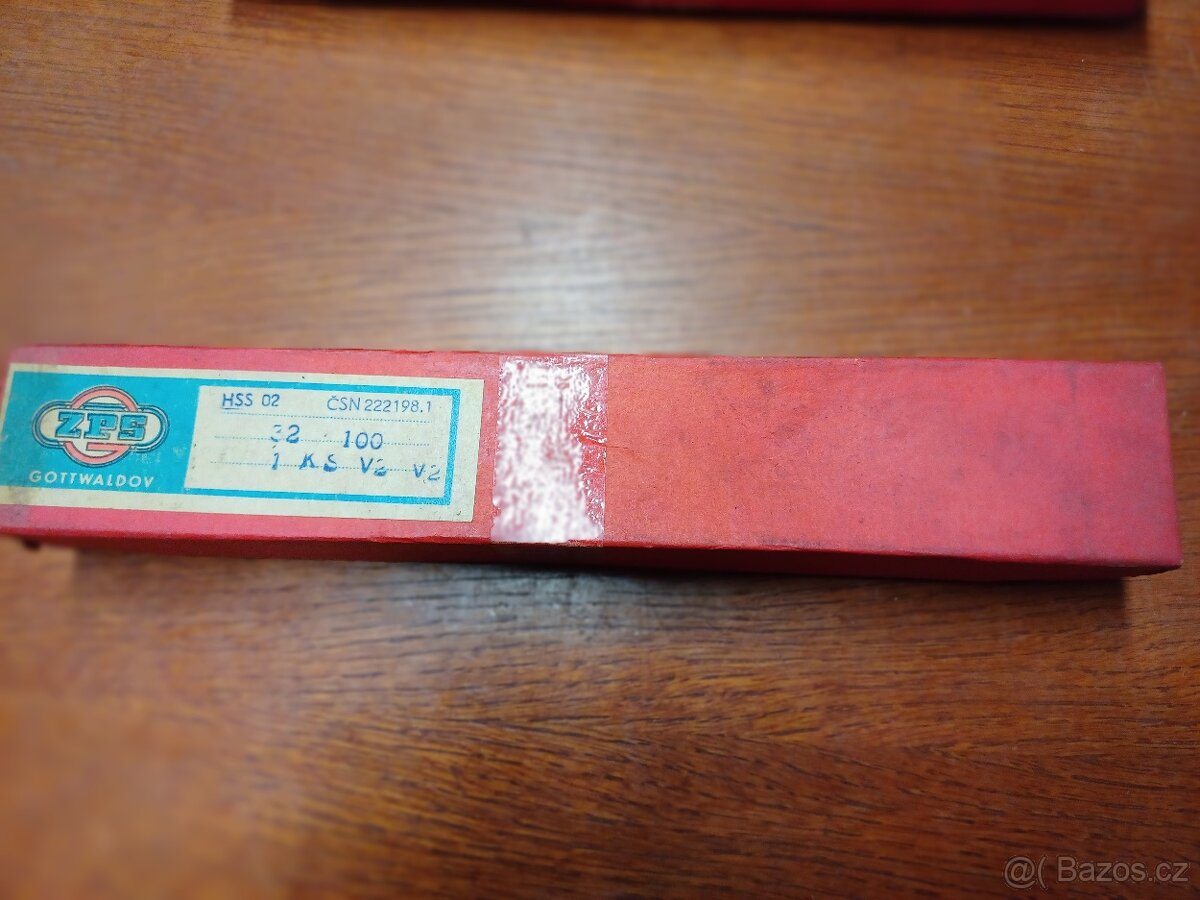 ZPS
GOTTWALDOV
HSS 02 ČSN 222198.1
32 100
1 KS V2 V2
@( Bazos.cz